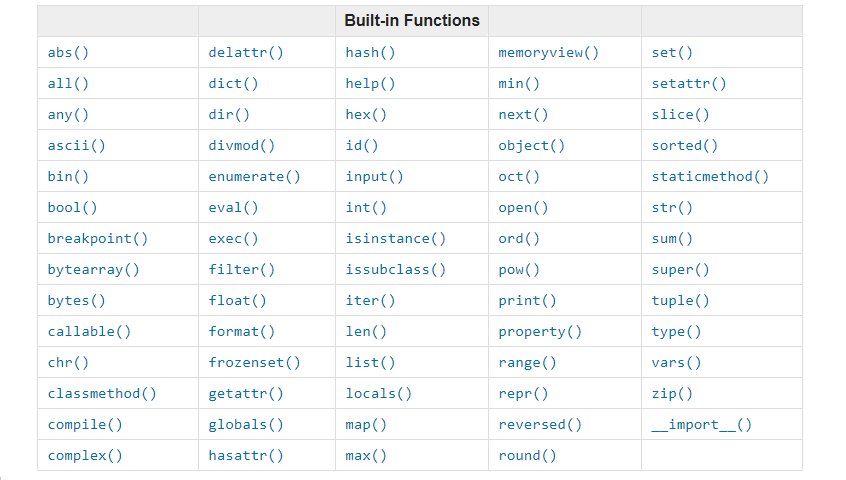 Built-in Functions
abs() delattr() hash() memoryview() set()
all() dict() help() min() setattr()
any() dir() hex() next() slice()
ascii() divmod() id() object() sorted()
bin() enumerate() input() oct() staticmethod()
bool() eval() int() open() str()
breakpoint() exec() isinstance() ord() sum()
bytearray() filter() issubclass() pow() super()
bytes() float() iter() print() tuple()
callable() format() len() property() type()
chr() frozenset() list() range() vars()
classmethod() getattr() locals() repr() zip()
compile() globals() map() reversed() __import__()
complex() hasattr() max() round()